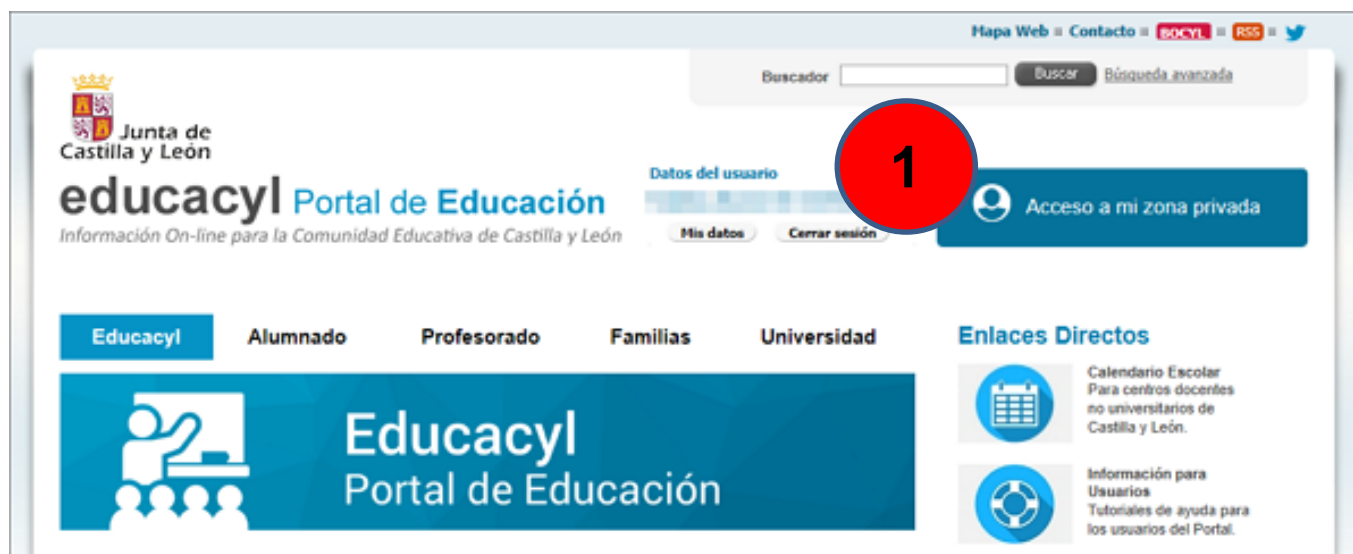 Mapa Web Contacto BOCYL RSS
Buscador Buscar Búsqueda avanzada
Junta de
Castilla y León
educacyl Portal de Educación
Información On-line para la Comunidad Educativa de Castilla y León
Datos del usuario
Mis datos Cerrar sesión
1
Acceso a mi zona privada
Educacyl Alumnado Profesorado Familias Universidad
Educacyl
Portal de Educación
Enlaces Directos
Calendario Escolar
Para centros docentes
no universitarios de
Castilla y León.
Información para
Usuarios
Tutoriales de ayuda para
los usuarios del Portal.